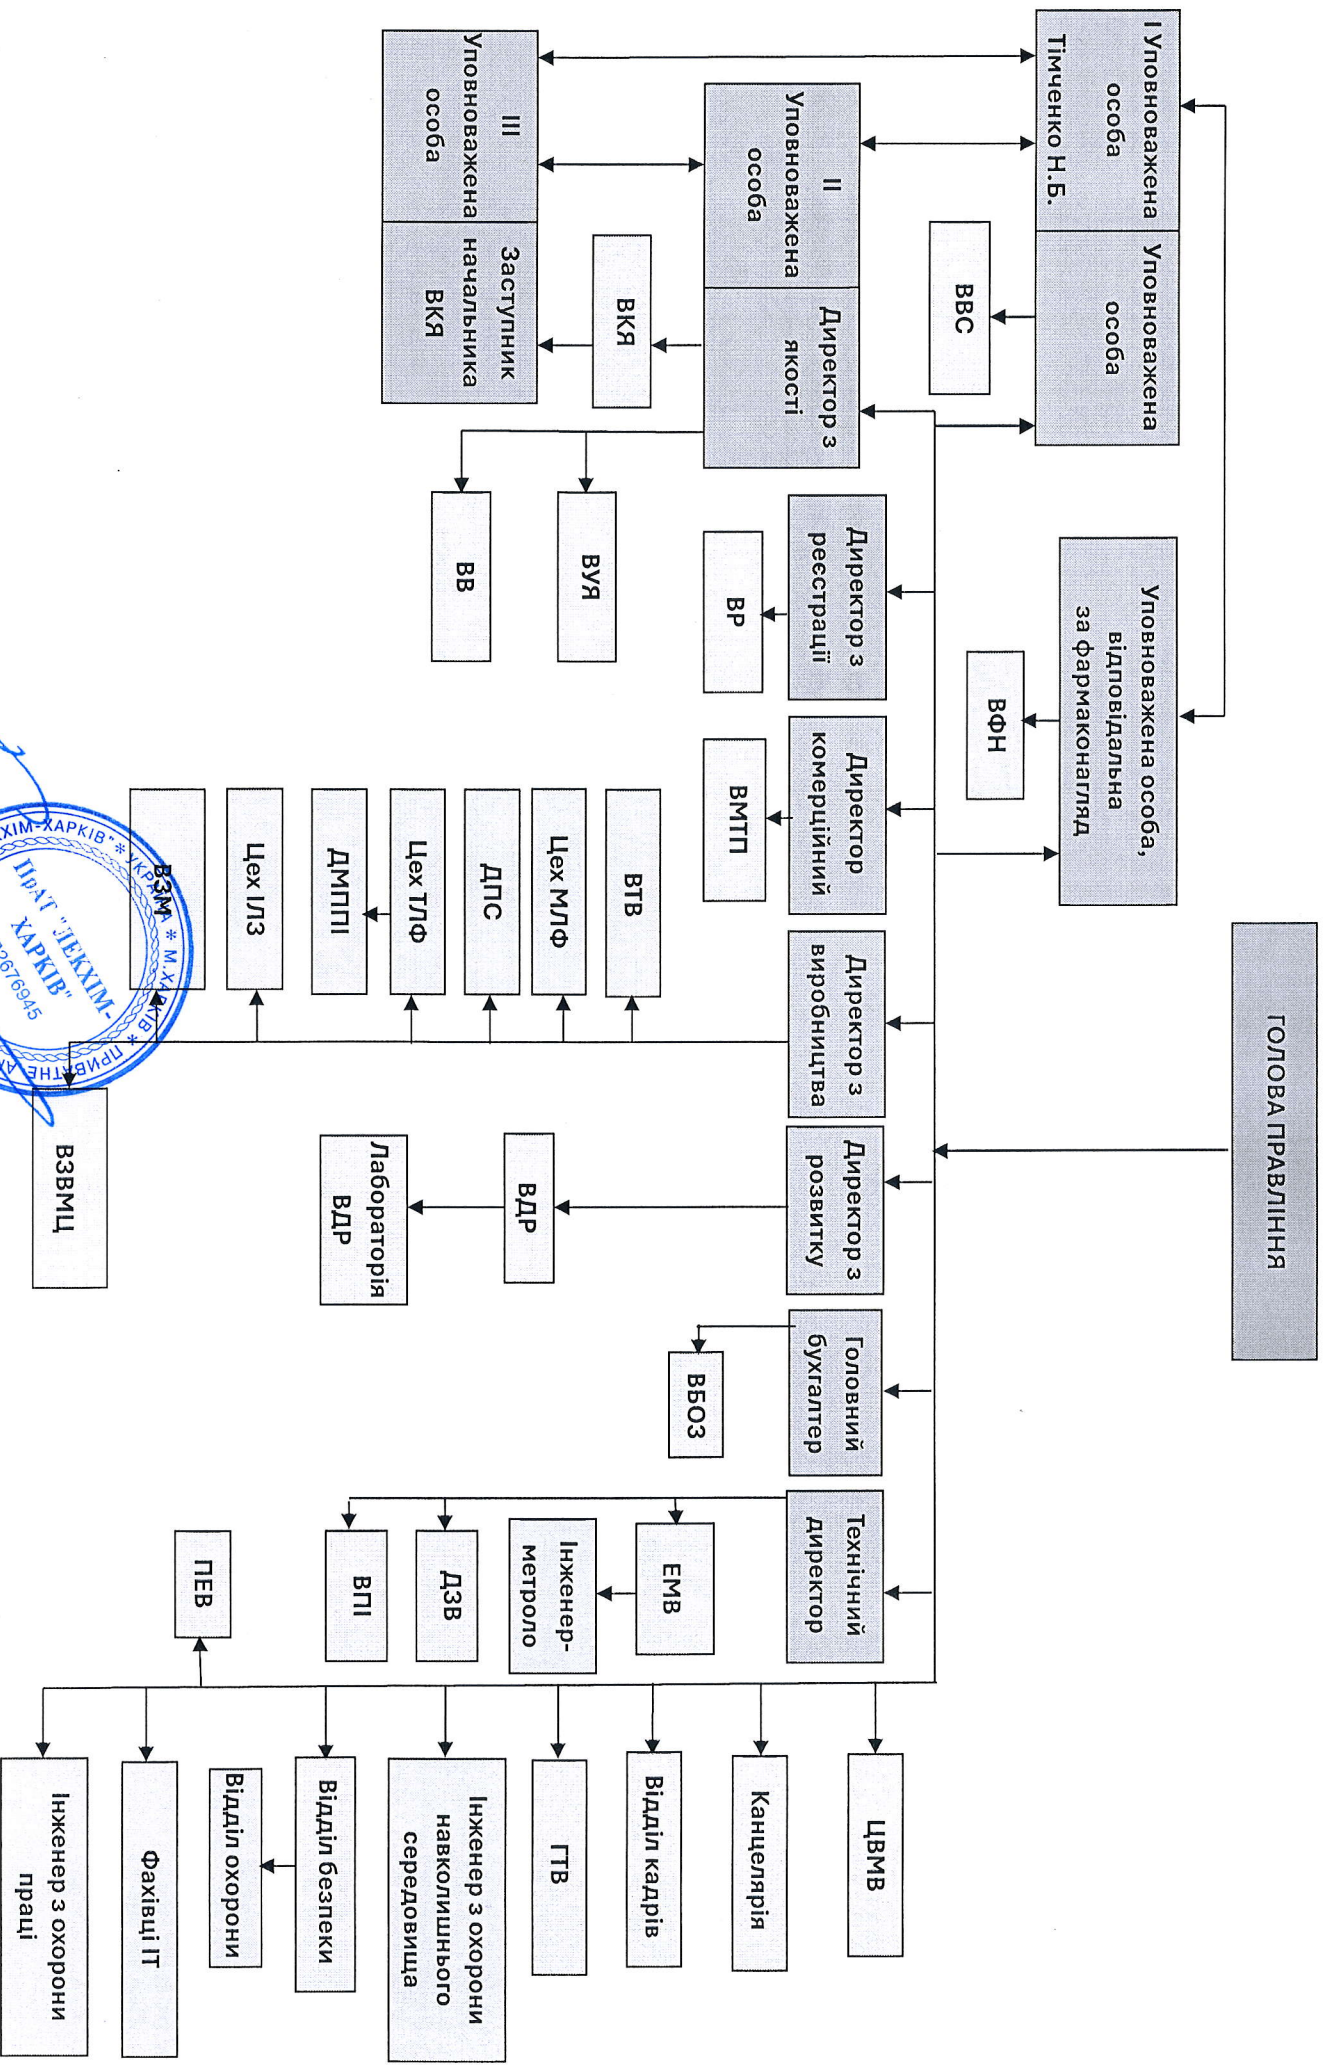 ГОЛОВА ПРАВЛІННЯ
І Уповноважена
особа
Тімченко Н.Б.
Уповноважена
особа
Уповноважена особа,
відповідальна
за фармаконагляд
ВВС
ВФН
ІІ
Уповноважена
особа
Директор з
якості
Директор з
реєстрації
Директор
комерційний
Директор з
виробництва
Директор з
розвитку
Головний
бухгалтер
Технічний
директор
ЦВМВ
Канцелярія
Відділ кадрів
ГТВ
Інженер з охорони
навколишнього
середовища
Відділ безпеки
Відділ охорони
Фахівці ІТ
Інженер з охорони
праці
ПЕВ
ВР
ВМТП
ВБОЗ
ЕМВ
Інженер-
метроло
ДЗВ
ВПІ
ВКЯ
ВУЯ
ВВ
ІІІ
Уповноважена
особа
Заступник
начальника
ВКЯ
ВТВ
Цех МЛФ
ДПС
Цех ТЛФ
ДМППІ
Цех ІЛЗ
ВЗМ
ВЗВМЦ
ВДР
Лабораторія
ВДР
УКРАЇНА * М.ХАРКІВ * ПРИВАТНЕ
ПрАТ "ЛЕКХІМ-
ХАРКІВ"